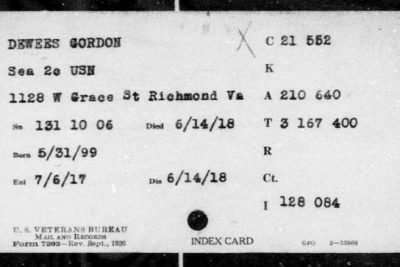 DEWEES GORDON C 21 552
Sea 2c USN K
1128 W Grace St Richmond Va A 210 640
Sn 131 10 06 Died 6/14/18 T 3 167 400
Born 5/31/99 R
Enl 7/6/17 Dis 6/14/18 Ct.
I 128 084
U. S. VETERANS BUREAU
MAIL AND RECORDS
Form 7202—Rev. Sept., 1926 INDEX CARD GPO